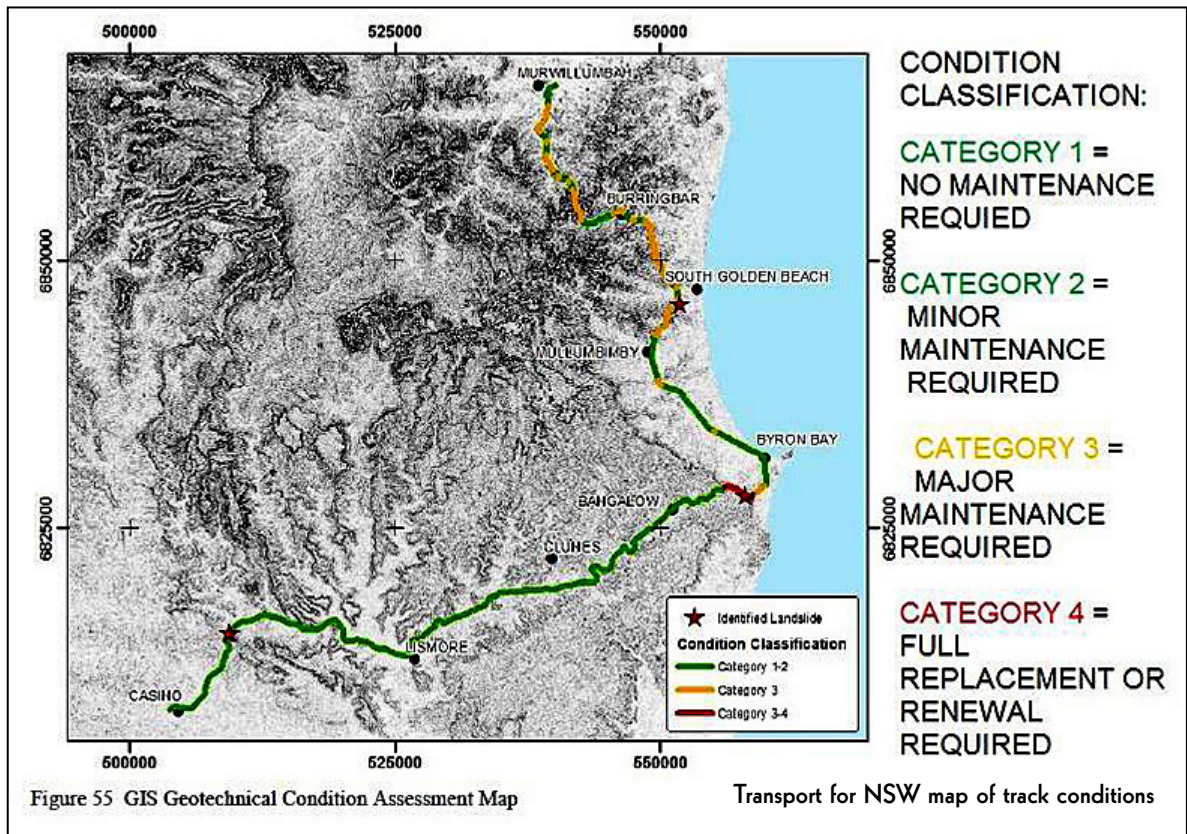 500000 525000 550000
MURWILLUMBAH
BURRINGBAR
6850000 6850000
SOUTH GOLDEN BEACH
MULLUMBIMBY
BYRON BAY
BANGALOW
6825000 6825000
CLUNES
LISMORE
CASINO
Identified Landslide
Condition Classification
Category 1-2
Category 3
Category 3-4
500000 525000 550000
CONDITION
CLASSIFICATION:
CATEGORY 1 =
NO MAINTENANCE
REQUIED
CATEGORY 2 =
MINOR
MAINTENANCE
REQUIRED
CATEGORY 3 =
MAJOR
MAINTENANCE
REQUIRED
CATEGORY 4 =
FULL
REPLACEMENT OR
RENEWAL
REQUIRED
Figure 55 GIS Geotechnical Condition Assessment Map
Transport for NSW map of track conditions